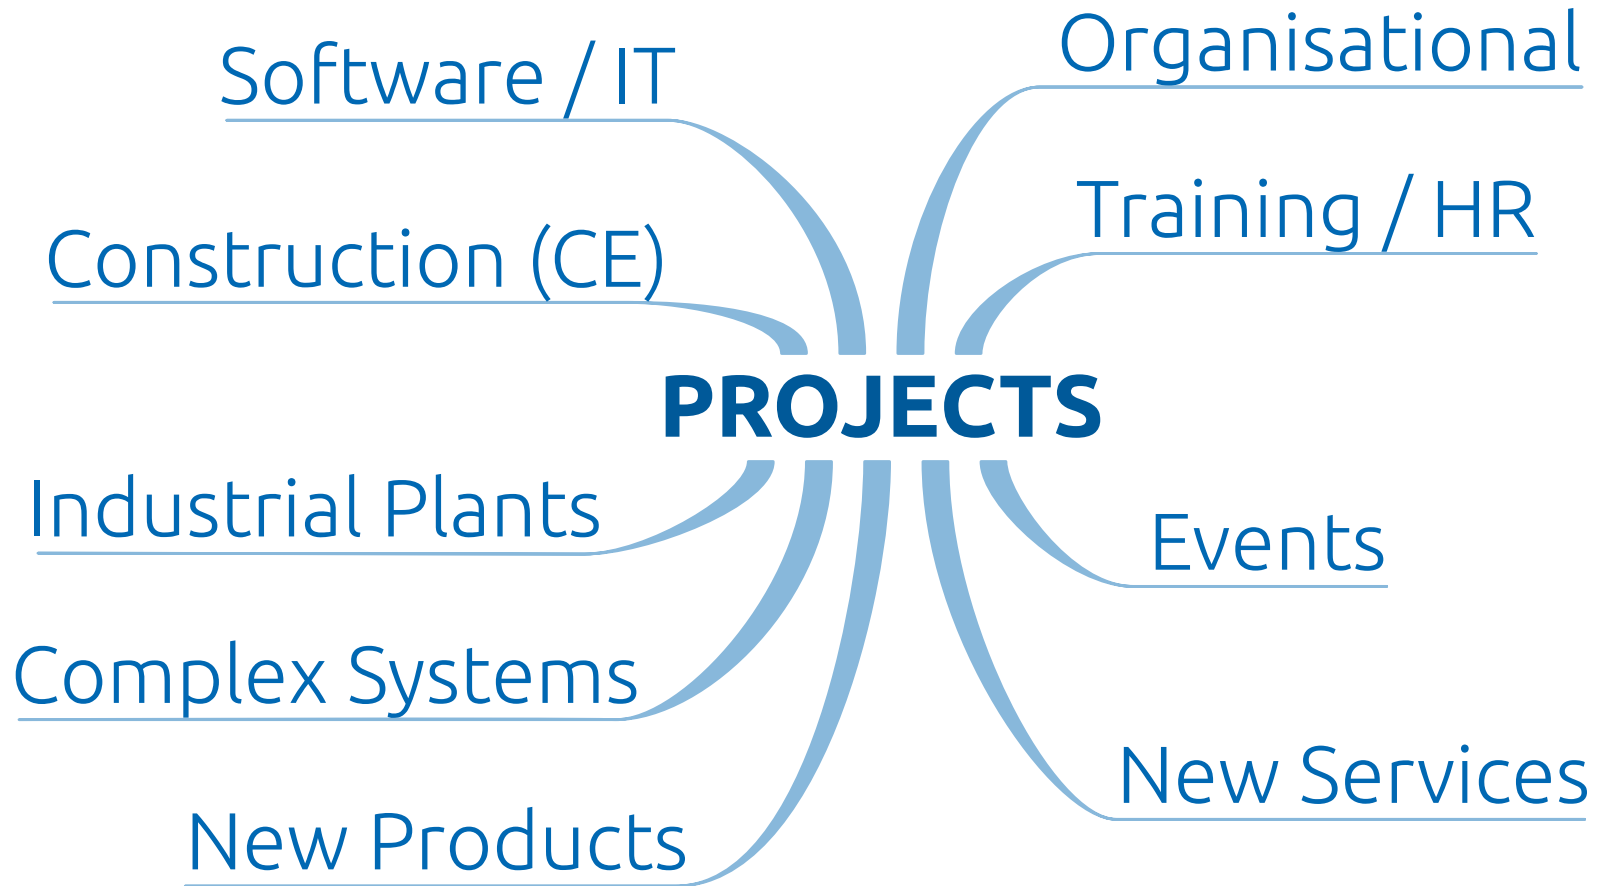 Software / IT
Organisational
Construction (CE)
Training / HR
PROJECTS
Industrial Plants
Events
Complex Systems
New Services
New Products